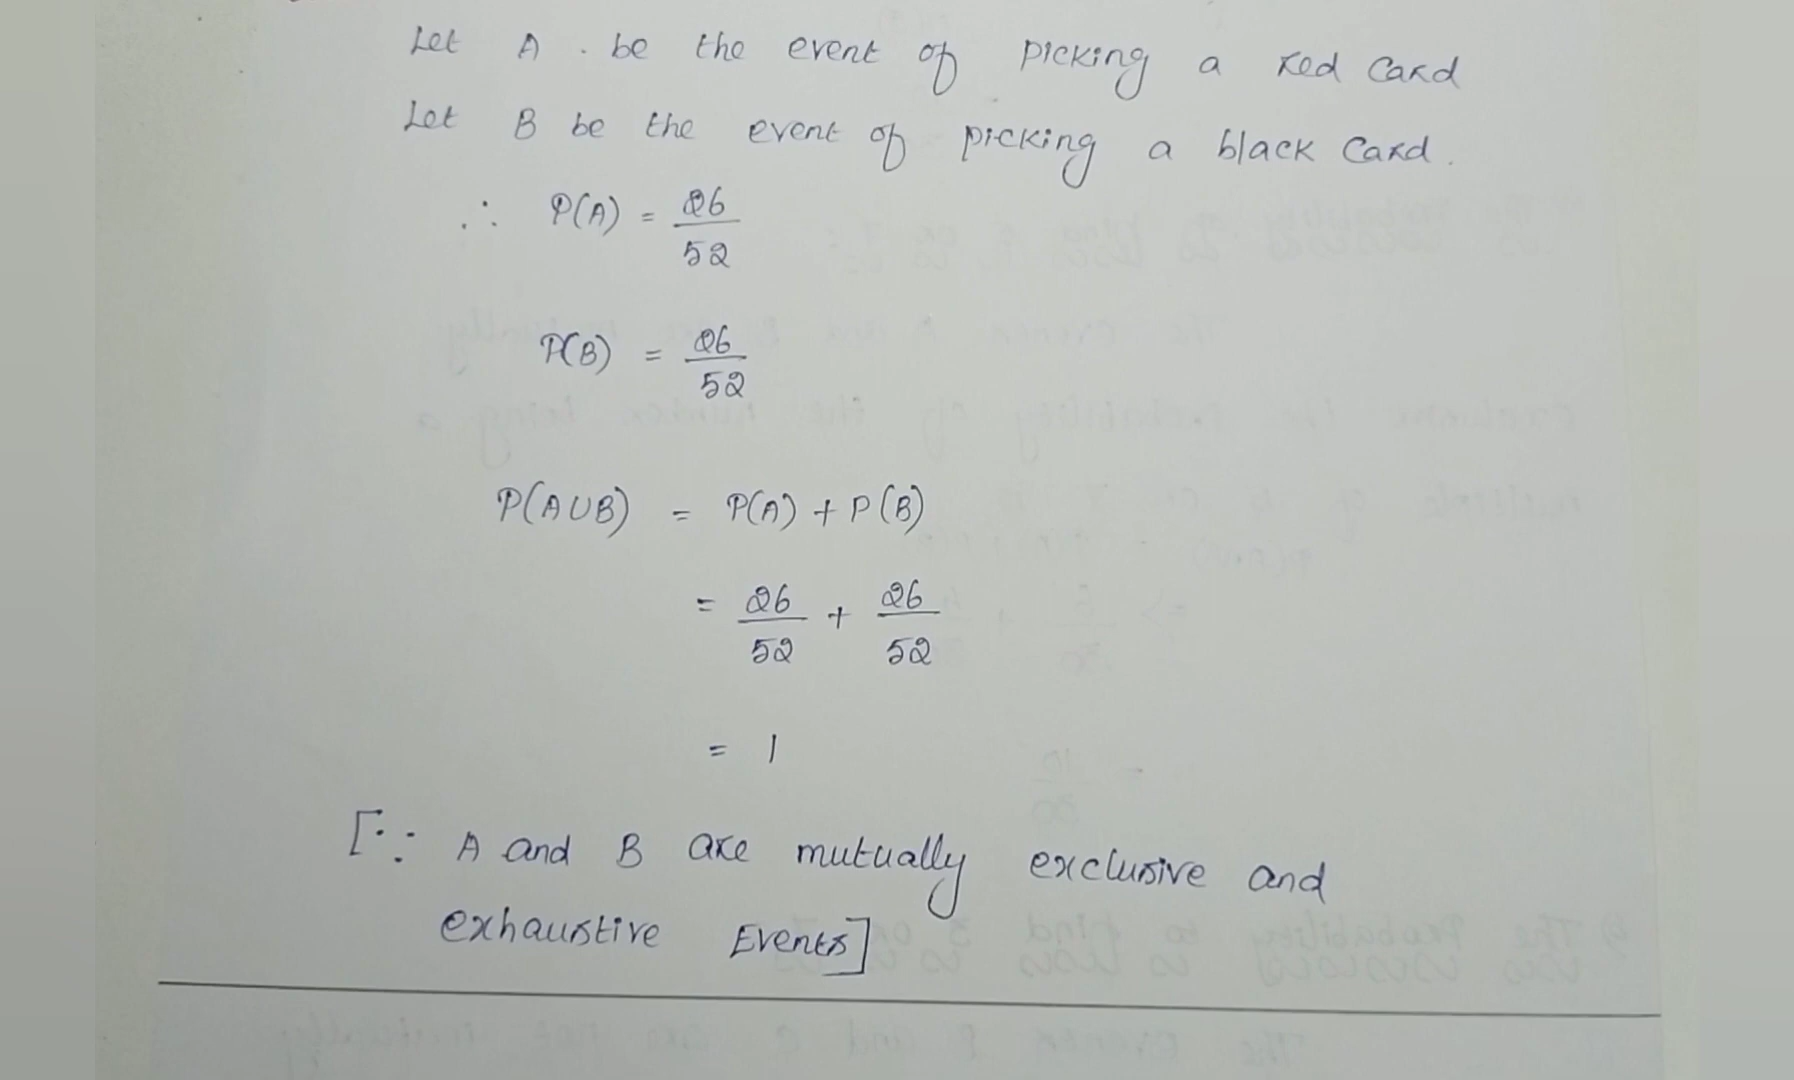 Let A be the event of picking a red card
Let B be the event of picking a black card.
∴ P(A) = 26/52
P(B) = 26/52
P(A∪B) = P(A) + P(B)
= 26/52 + 26/52
= 1
[∵ A and B are mutually exclusive and
exhaustive Events]